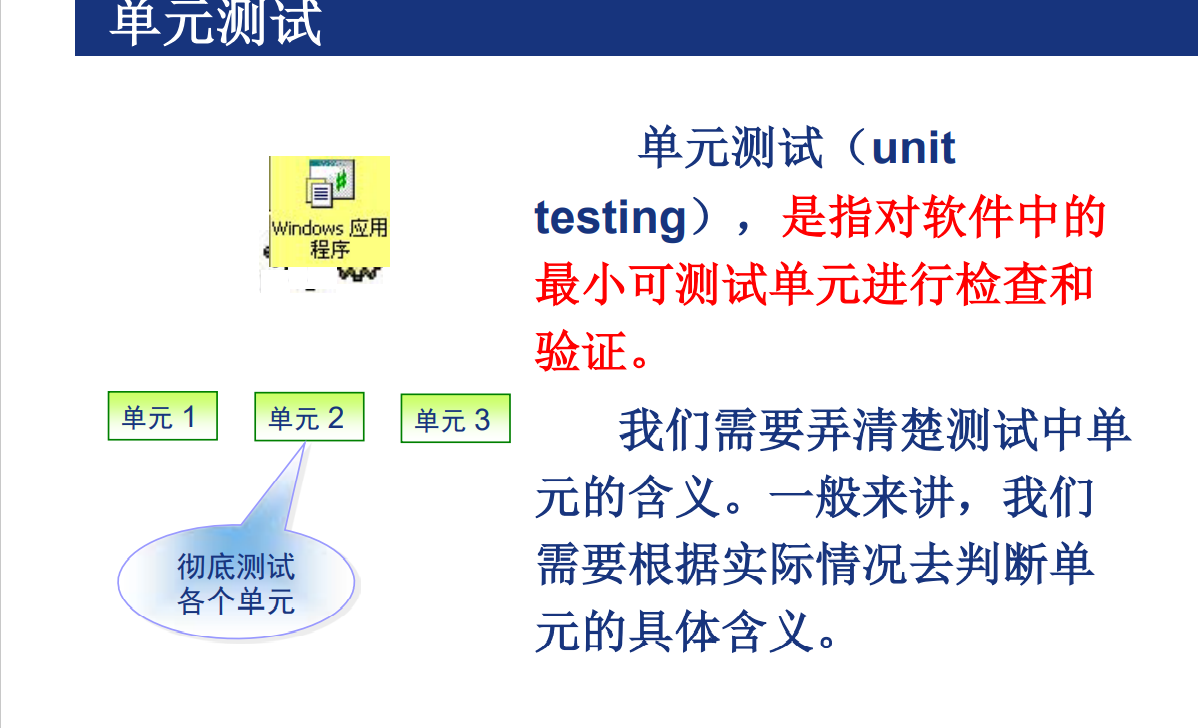 单元测试
Windows 应用
程序
单元 1
单元 2
单元 3
彻底测试
各个单元
单元测试（unit
testing），是指对软件中的
最小可测试单元进行检查和
验证。
我们需要弄清楚测试中单
元的含义。一般来讲，我们
需要根据实际情况去判断单
元的具体含义。